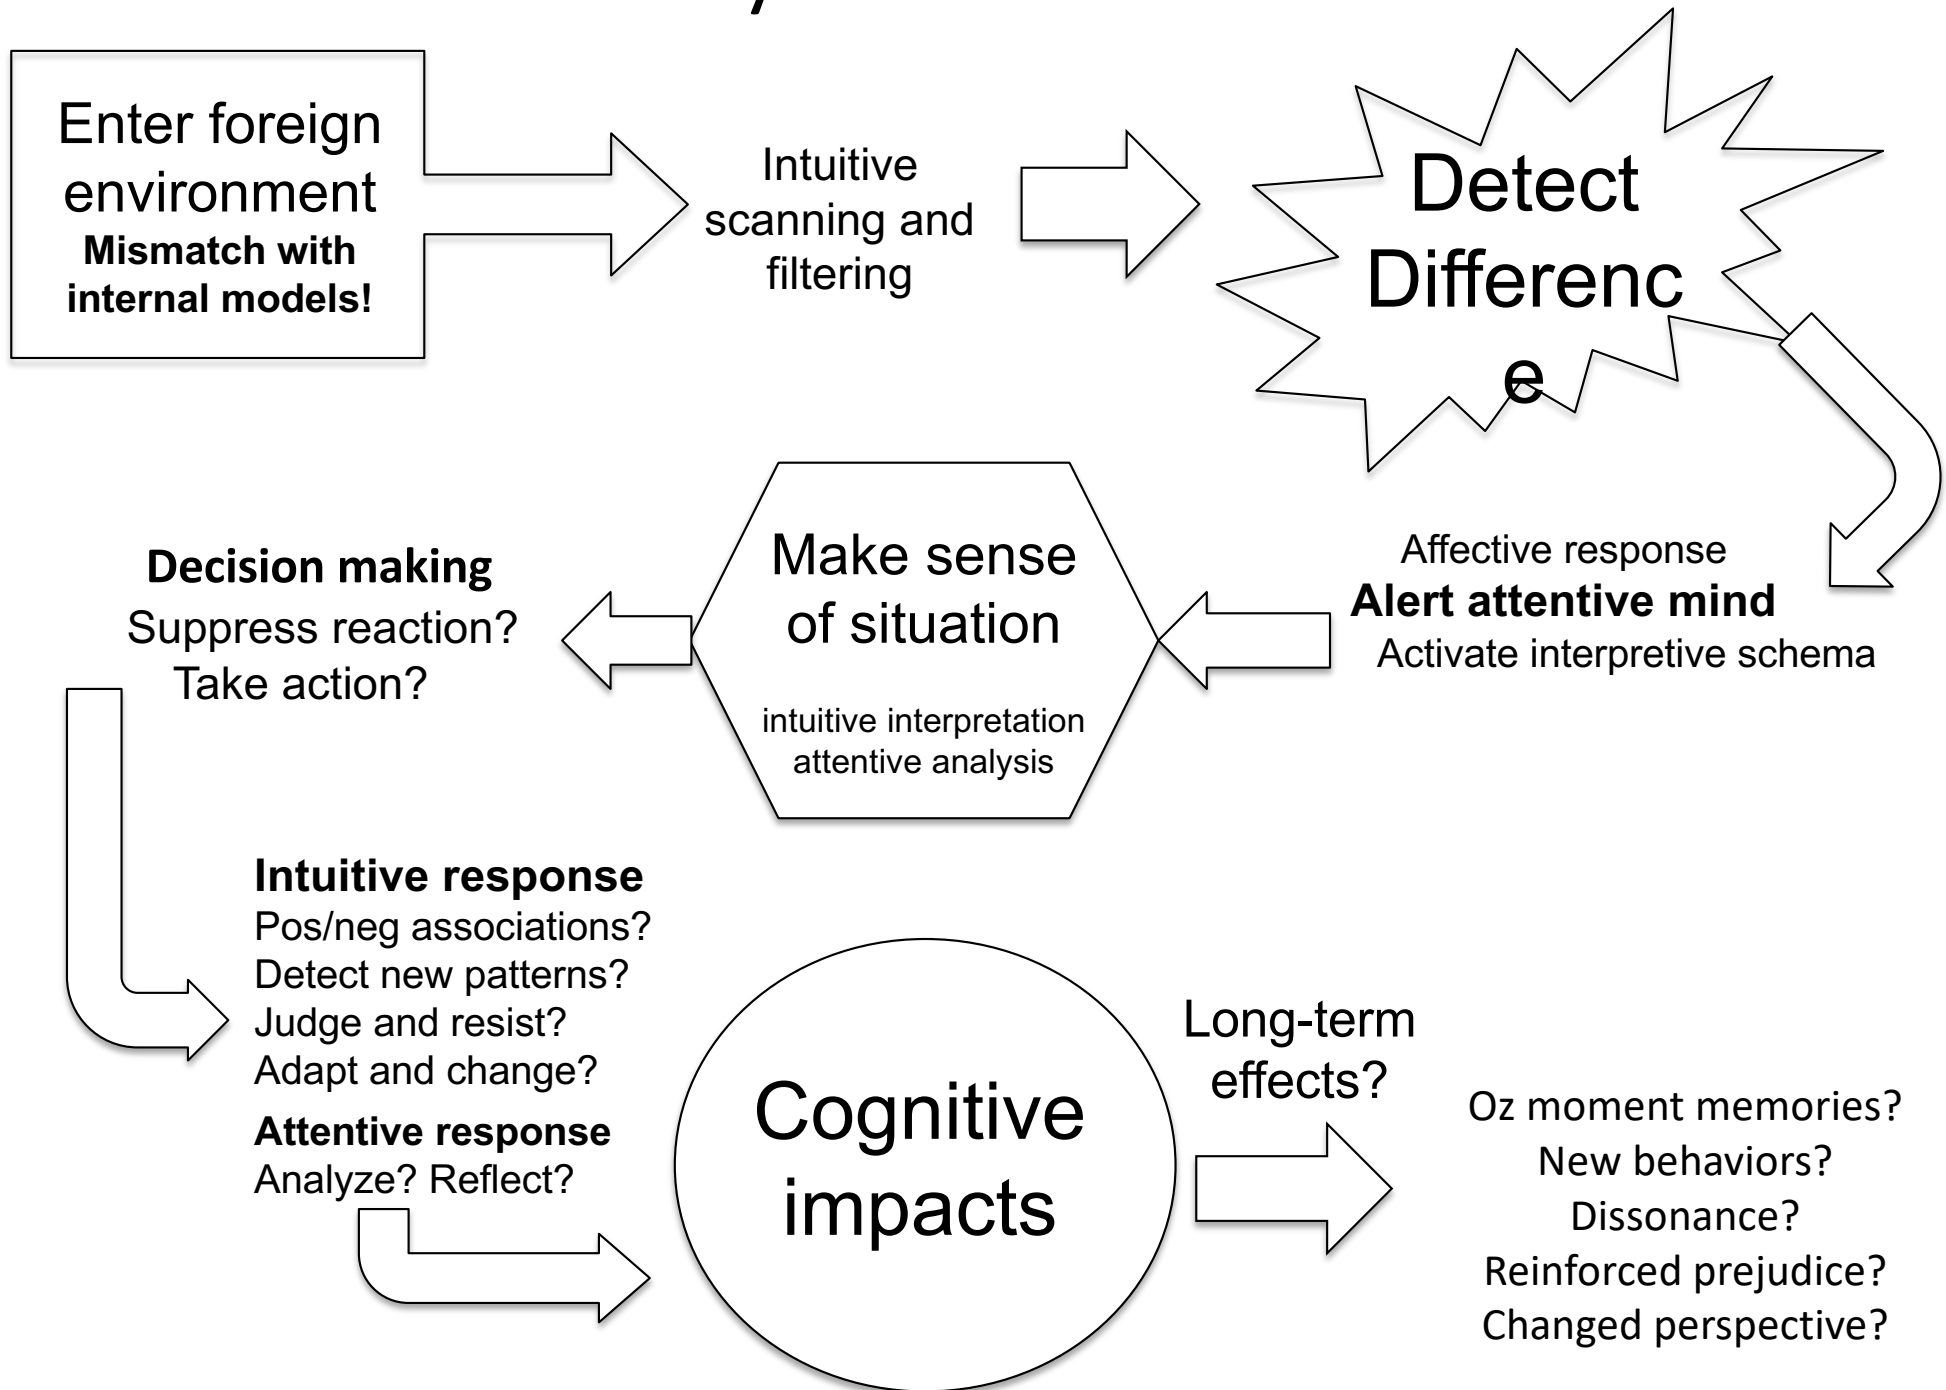 Enter foreign
environment
Mismatch with
internal models!
Intuitive
scanning and
filtering
Detect
Differenc
e
Affective response
Alert attentive mind
Activate interpretive schema
Make sense
of situation
intuitive interpretation
attentive analysis
Decision making
Suppress reaction?
Take action?
Intuitive response
Pos/neg associations?
Detect new patterns?
Judge and resist?
Adapt and change?
Attentive response
Analyze? Reflect?
Cognitive
impacts
Long-term
effects?
Oz moment memories?
New behaviors?
Dissonance?
Reinforced prejudice?
Changed perspective?